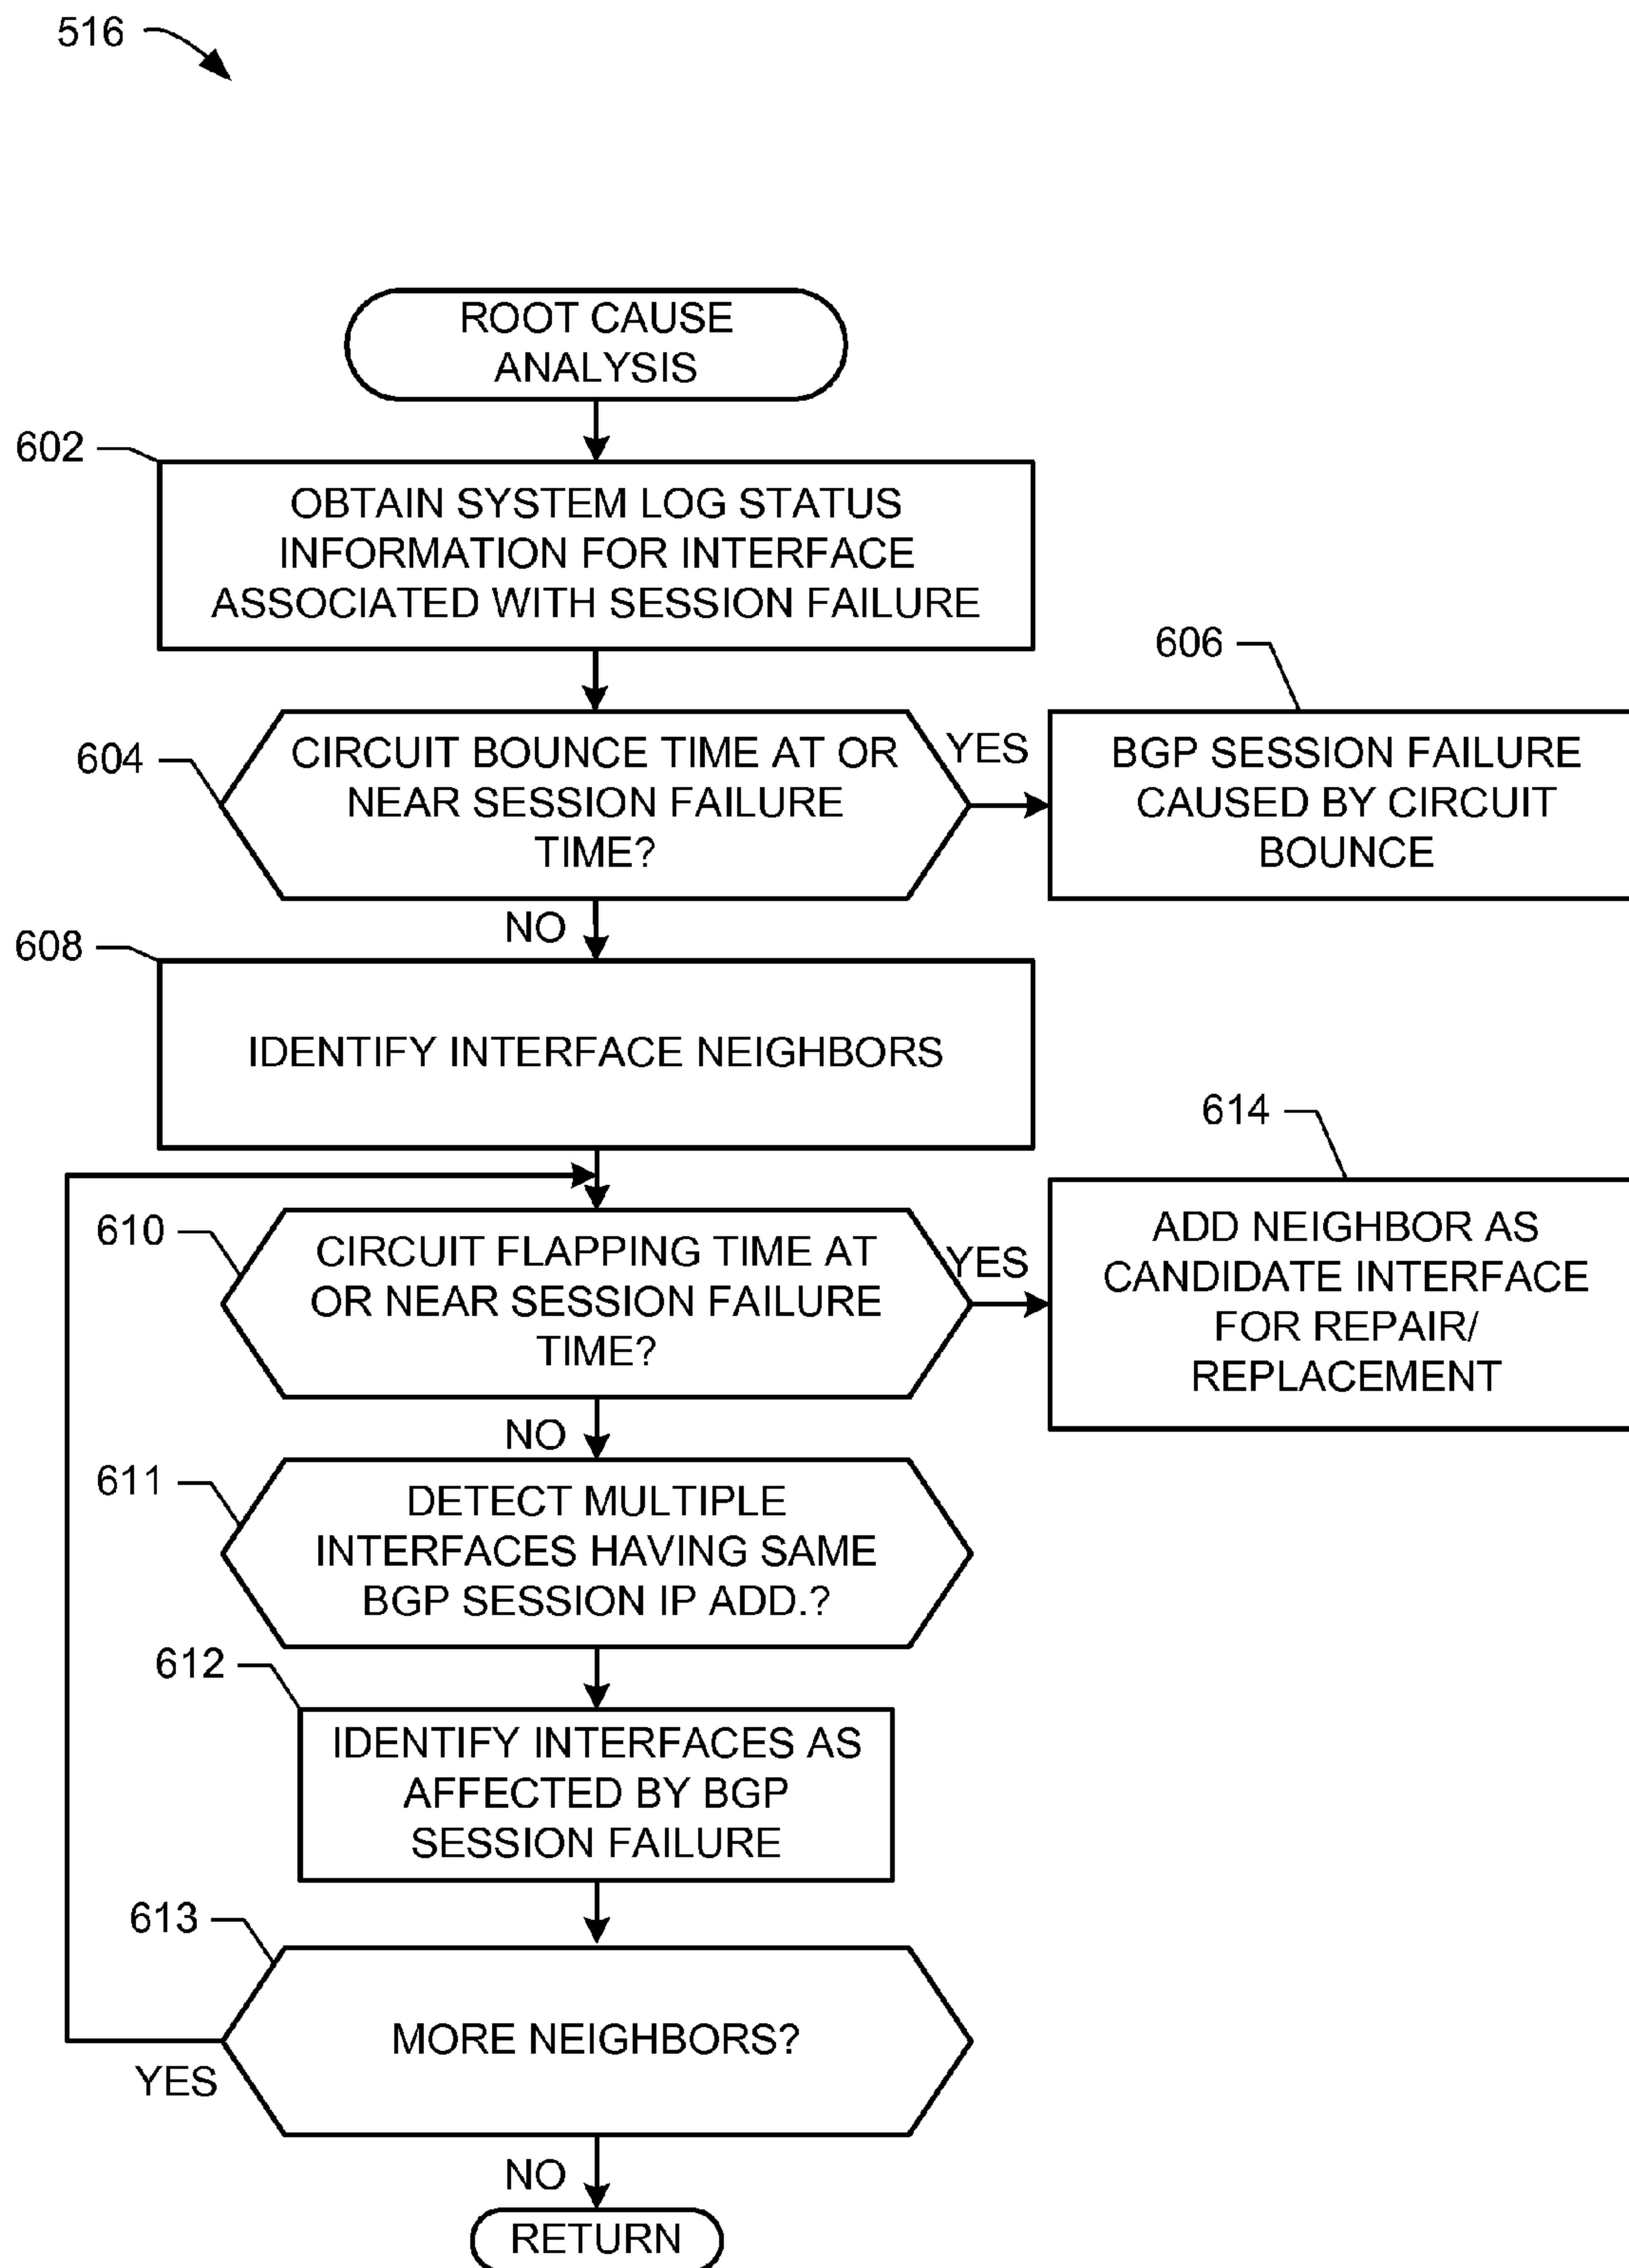 516
ROOT CAUSE
ANALYSIS
602
OBTAIN SYSTEM LOG STATUS
INFORMATION FOR INTERFACE
ASSOCIATED WITH SESSION FAILURE
604
CIRCUIT BOUNCE TIME AT OR
NEAR SESSION FAILURE
TIME?
YES
606
BGP SESSION FAILURE
CAUSED BY CIRCUIT
BOUNCE
NO
608
IDENTIFY INTERFACE NEIGHBORS
610
CIRCUIT FLAPPING TIME AT
OR NEAR SESSION FAILURE
TIME?
YES
614
ADD NEIGHBOR AS
CANDIDATE INTERFACE
FOR REPAIR/
REPLACEMENT
NO
611
DETECT MULTIPLE
INTERFACES HAVING SAME
BGP SESSION IP ADD.?
612
IDENTIFY INTERFACES AS
AFFECTED BY BGP
SESSION FAILURE
613
MORE NEIGHBORS?
YES
NO
RETURN